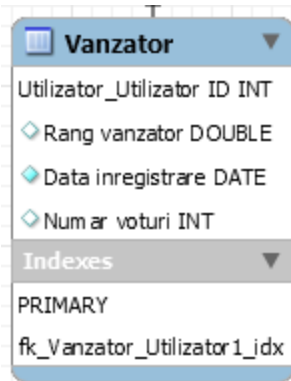 Vanzator
Utilizator_Utilizator ID INT
Rang vanzator DOUBLE
Data inregistrare DATE
Numar voturi INT
Indexes
PRIMARY
fk_Vanzator_Utilizator1_idx